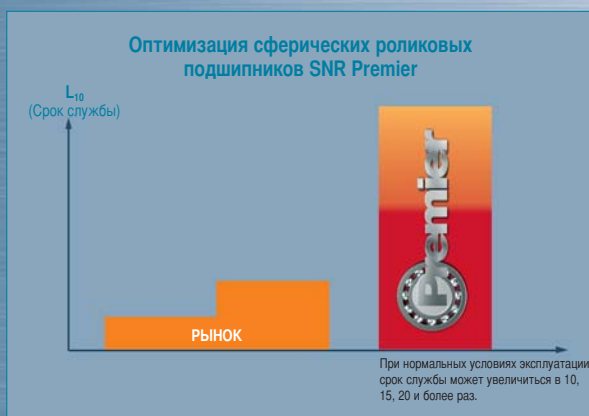 Оптимизация сферических роликовых
подшипников SNR Premier
L₁₀
(Срок службы)
Premier
РЫНОК
При нормальных условиях эксплуатации
срок службы может увеличиться в 10,
15, 20 и более раз.